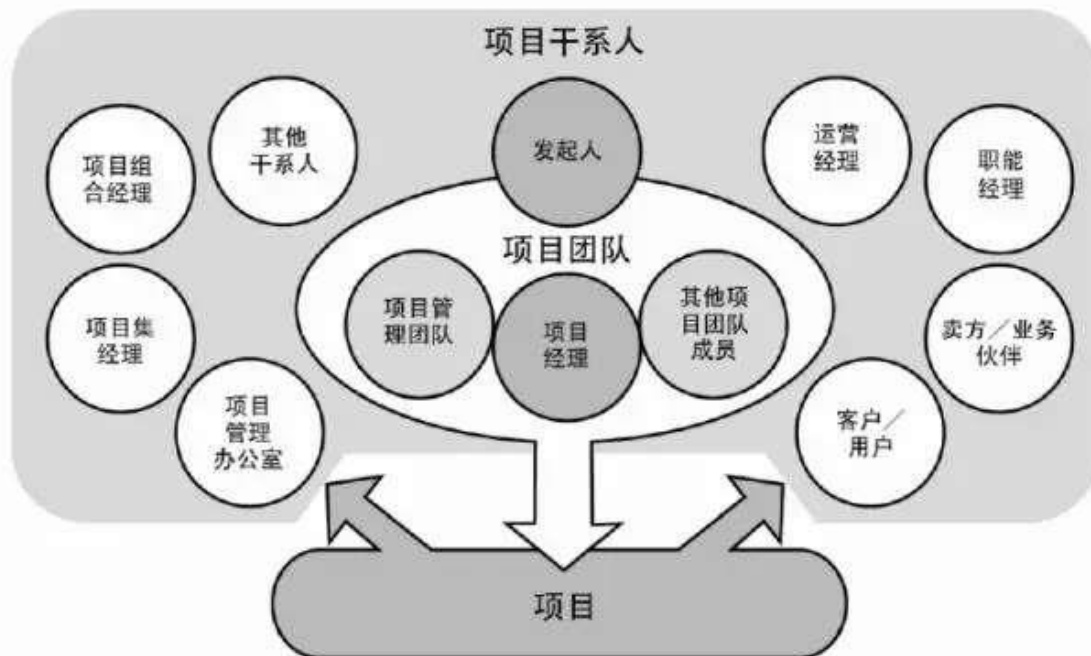 项目干系人
项目组
合经理
其他
干系人
发起人
运营
经理
职能
经理
项目团队
项目集
经理
项目管
理团队
项目
经理
其他项
目团队
成员
卖方／业务
伙伴
项目
管理
办公室
客户／
用户
项目